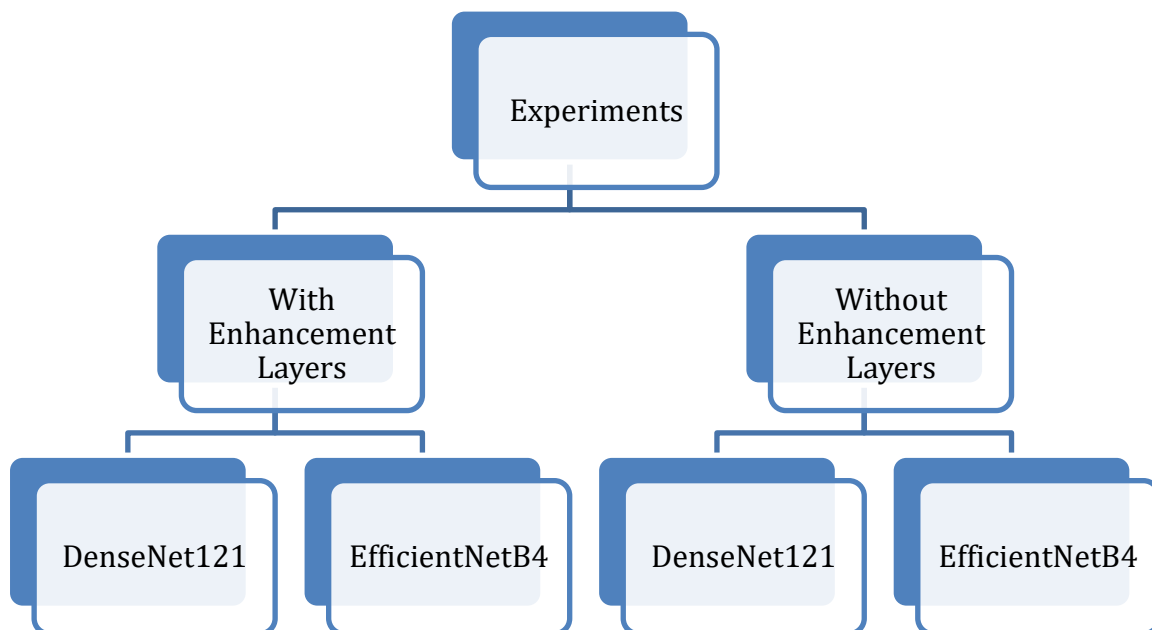 Experiments
With
Enhancement
Layers
Without
Enhancement
Layers
DenseNet121
EfficientNetB4
DenseNet121
EfficientNetB4